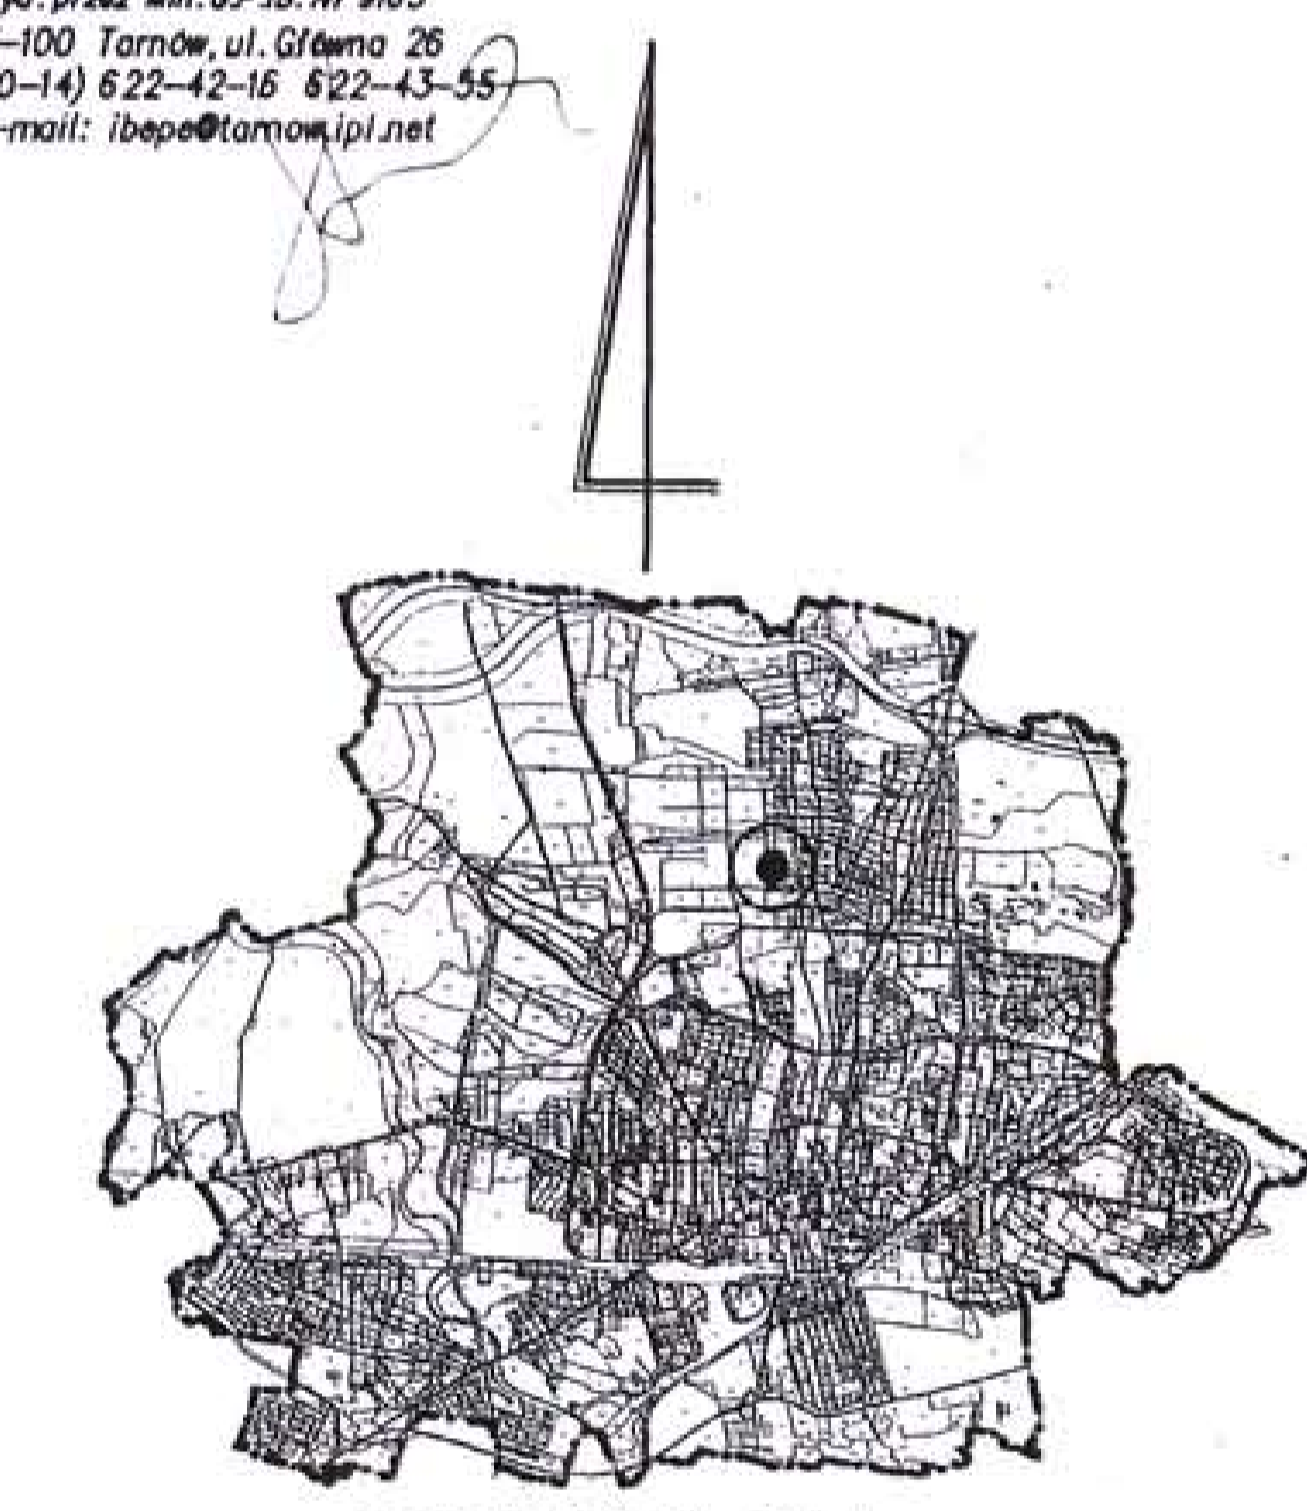 –100 Tarnów, ul. Główna 26
0–14) 622–42–16 622–43–55
–mail: ibepe@tarnow.ipl.net